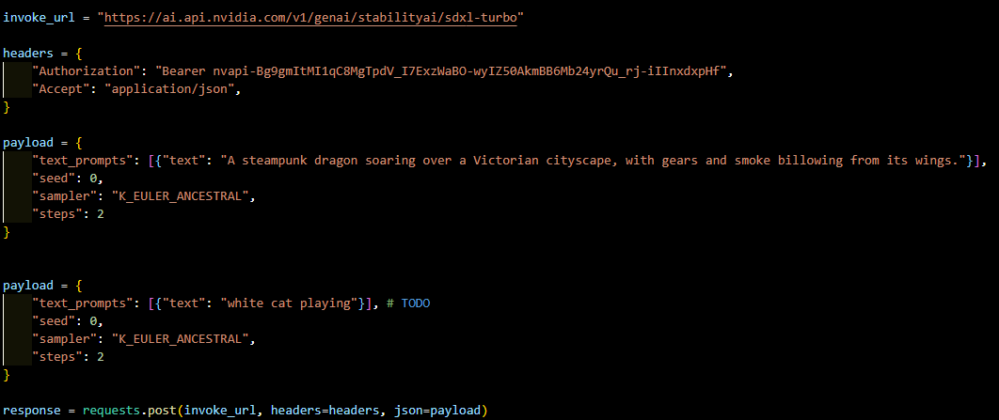 invoke_url = "https://ai.api.nvidia.com/v1/genai/stabilityai/sdxl-turbo"
headers = {
"Authorization": "Bearer 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",
"Accept": "application/json",
}
payload = {
"text_prompts": [{"text": "A steampunk dragon soaring over a Victorian cityscape, with gears and smoke billowing from its wings."}],
"seed": 0,
"sampler": "K_EULER_ANCESTRAL",
"steps": 2
}
payload = {
"text_prompts": [{"text": "white cat playing"}], # TODO
"seed": 0,
"sampler": "K_EULER_ANCESTRAL",
"steps": 2
}
response = requests.post(invoke_url, headers=headers, json=payload)